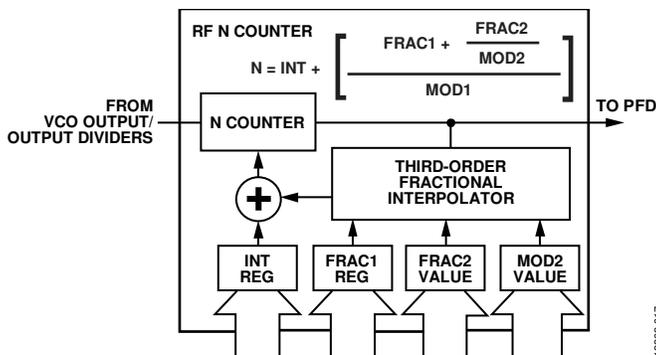 RF N COUNTER
N = INT +
FRAC1 +
FRAC2
MOD2
MOD1
FROM
VCO OUTPUT/
OUTPUT DIVIDERS
N COUNTER
TO PFD
THIRD-ORDER
FRACTIONAL
INTERPOLATOR
+
INT
REG
FRAC1
REG
FRAC2
VALUE
MOD2
VALUE